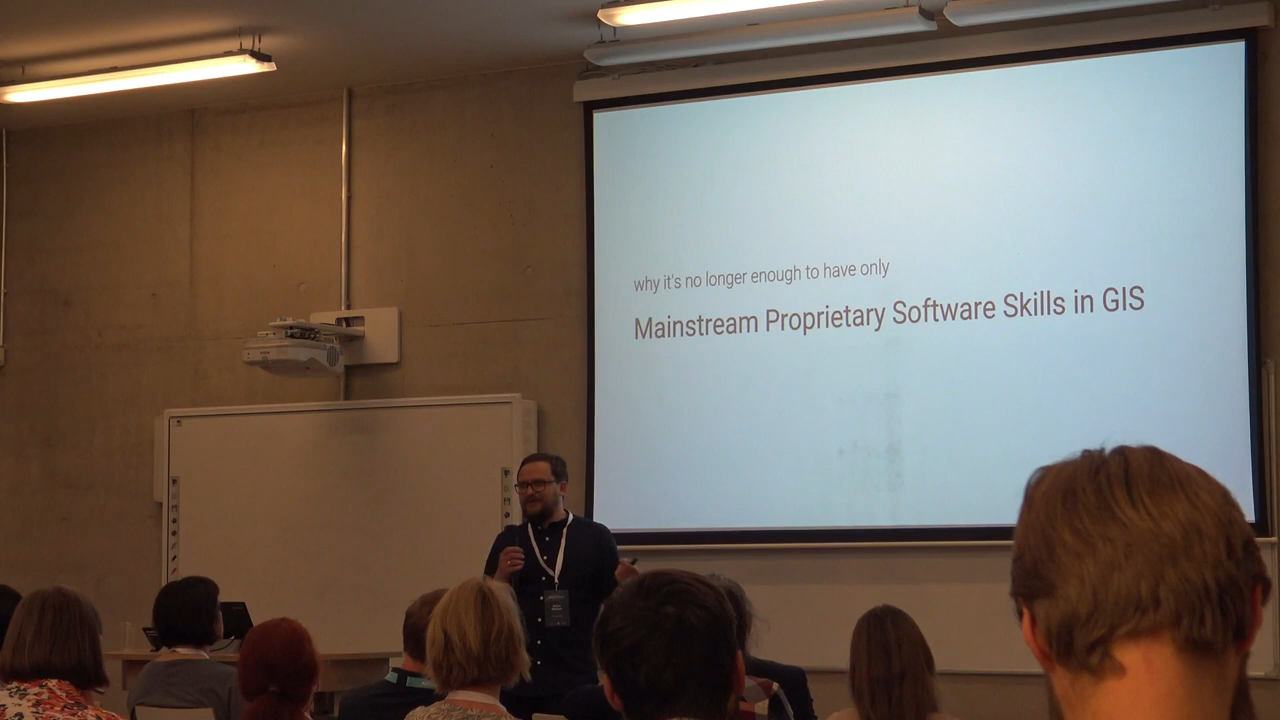 why it's no longer enough to have only
Mainstream Proprietary Software Skills in GIS